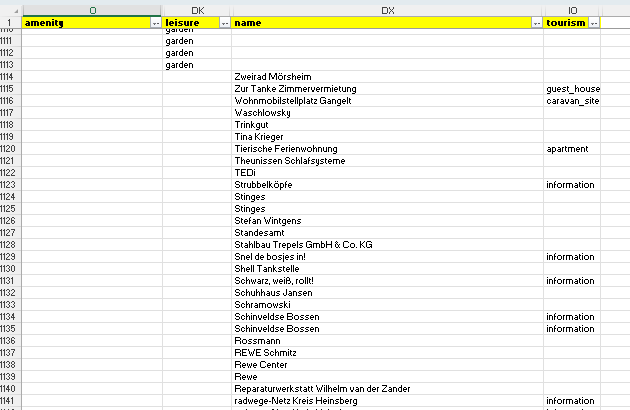 O DK DX IO
1 amenity leisure name tourism
1110 garden
1111 garden
1112 garden
1113 garden
1114 Zweirad Mörsheim
1115 Zur Tanke Zimmervermietung guest_house
1116 Wohnmobilstellplatz Gangelt caravan_site
1117 Waschlowsky
1118 Trinkgut
1119 Tina Krieger
1120 Tierische Ferienwohnung apartment
1121 Theunissen Schlafsysteme
1122 TEDi
1123 Strubbelköpfe information
1124 Stinges
1125 Stinges
1126 Stefan Wintgens
1127 Standesamt
1128 Stahlbau Trepels GmbH & Co. KG
1129 Snel de bosjes in! information
1130 Shell Tankstelle
1131 Schwarz, weiß, rollt! information
1132 Schuhhaus Jansen
1133 Schramowski
1134 Schinveldse Bossen information
1135 Schinveldse Bossen information
1136 Rossmann
1137 REWE Schmitz
1138 Rewe Center
1139 Rewe
1140 Reparaturwerkstatt Wilhelm van der Zander
1141 radwege-Netz Kreis Heinsberg information